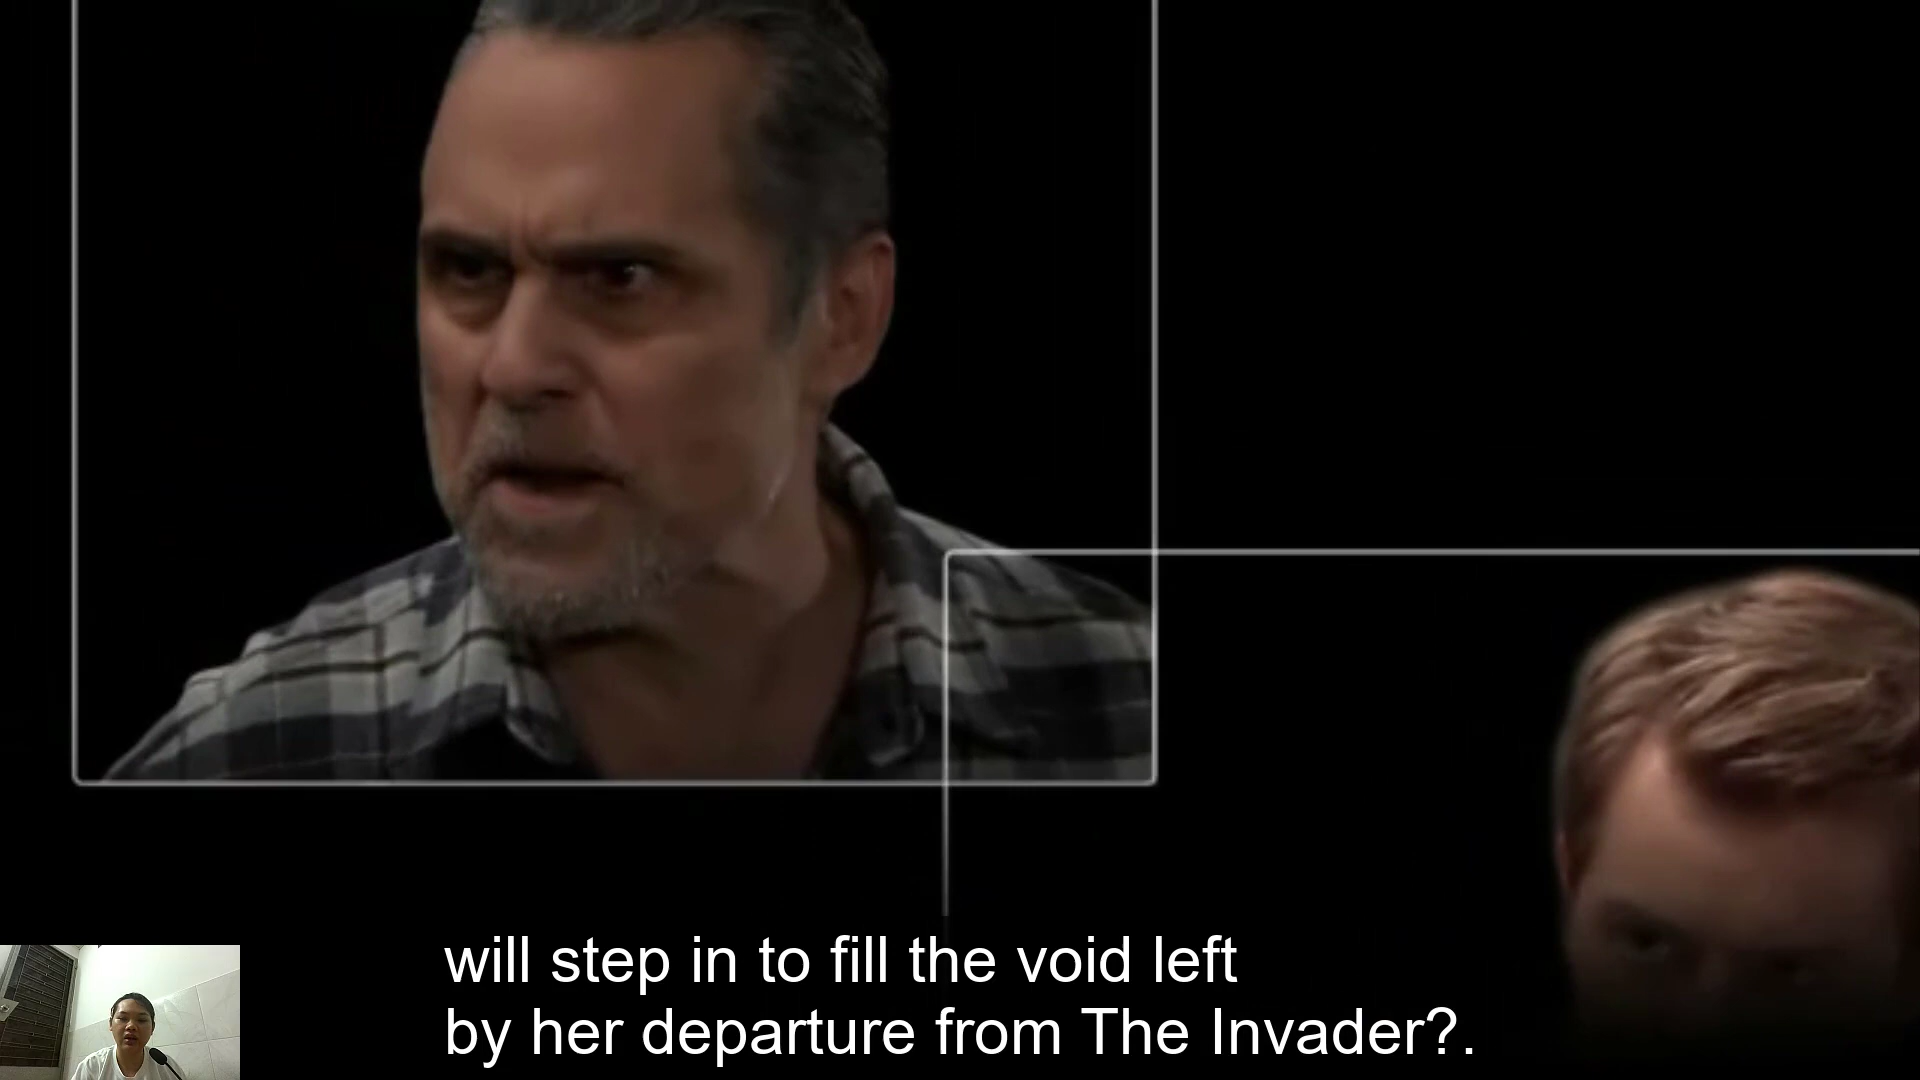 will step in to fill the void left
by her departure from The Invader?.